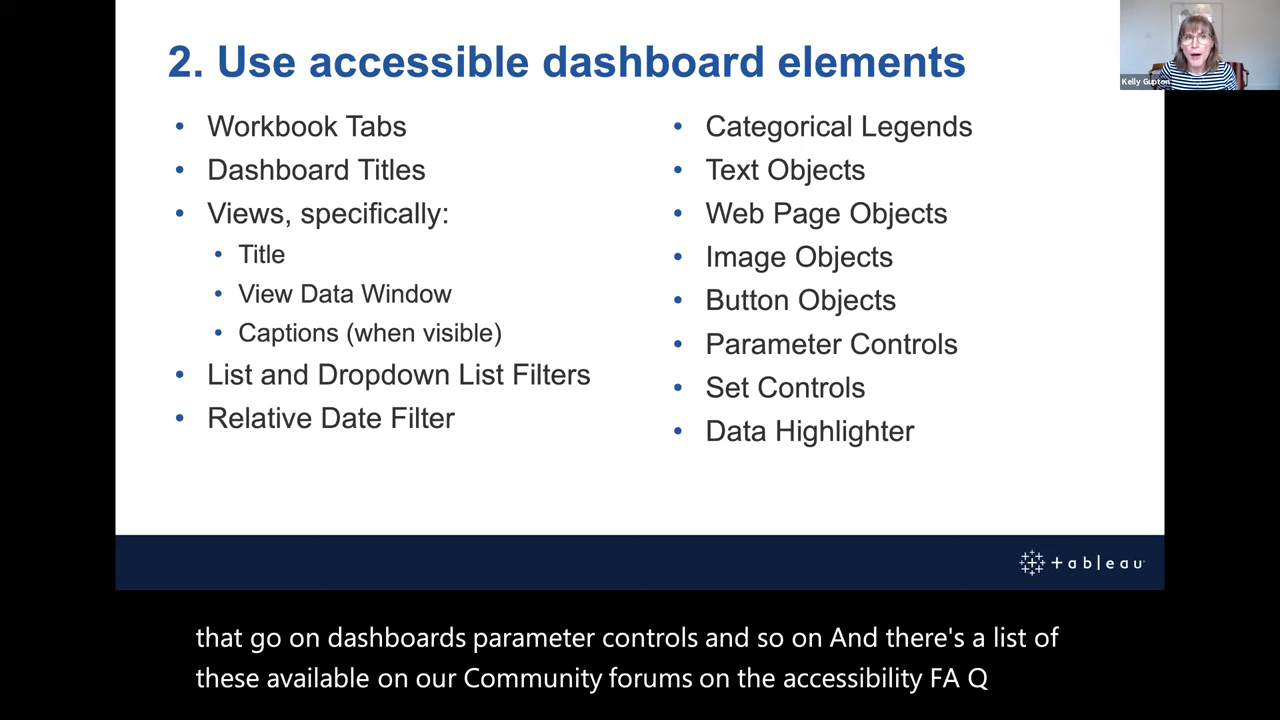 2. Use accessible dashboard elements
• Workbook Tabs
• Dashboard Titles
• Views, specifically:
• Title
• View Data Window
• Captions (when visible)
• List and Dropdown List Filters
• Relative Date Filter
• Categorical Legends
• Text Objects
• Web Page Objects
• Image Objects
• Button Objects
• Parameter Controls
• Set Controls
• Data Highlighter
Kelly Gupton
+ableau
that go on dashboards parameter controls and so on And there's a list of
these available on our Community forums on the accessibility FA Q